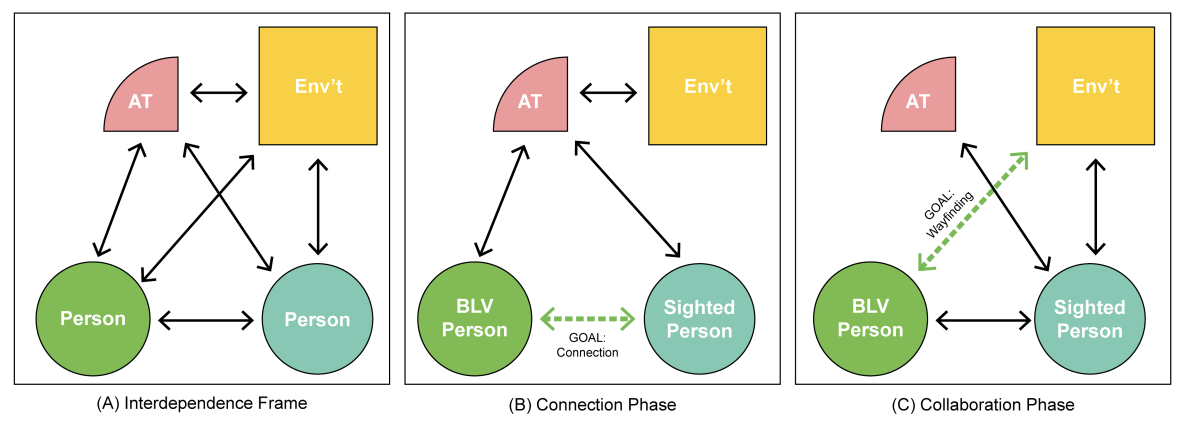 AT
Env't
Person
Person
(A) Interdependence Frame
AT
Env't
BLV
Person
Sighted
Person
GOAL:
Connection
(B) Connection Phase
AT
Env't
GOAL:
Wayfinding
BLV
Person
Sighted
Person
(C) Collaboration Phase